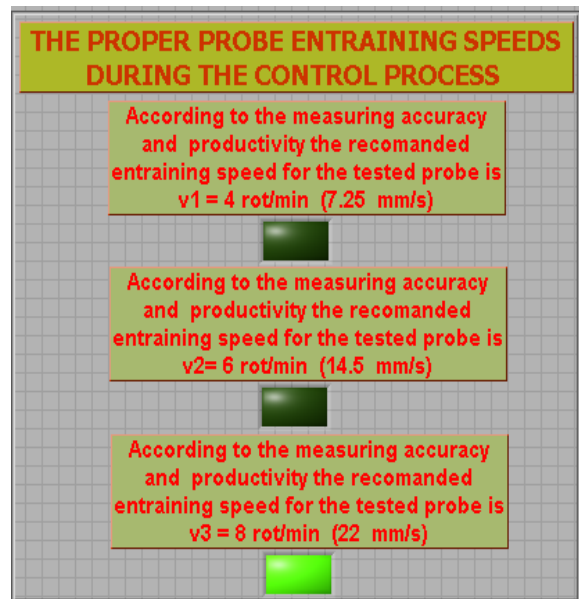 THE PROPER PROBE ENTRAINING SPEEDS
DURING THE CONTROL PROCESS
According to the measuring accuracy
and productivity the recomanded
entraining speed for the tested probe is
v1 = 4 rot/min (7.25 mm/s)
According to the measuring accuracy
and productivity the recomanded
entraining speed for the tested probe is
v2= 6 rot/min (14.5 mm/s)
According to the measuring accuracy
and productivity the recomanded
entraining speed for the tested probe is
v3 = 8 rot/min (22 mm/s)